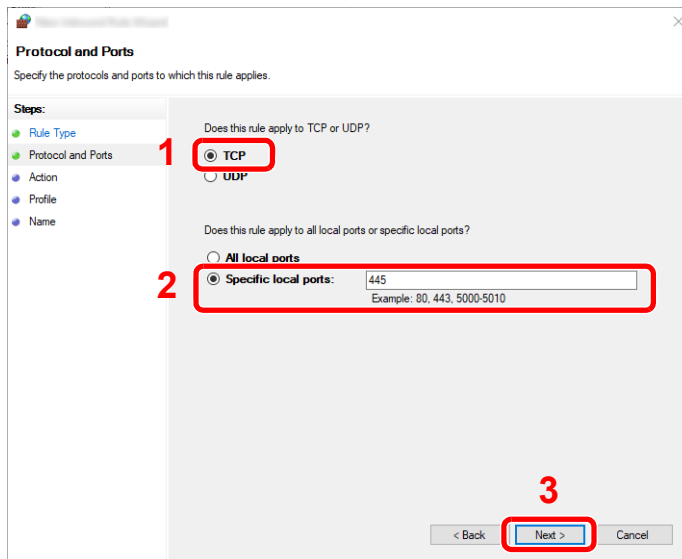 Protocol and Ports
Specify the protocols and ports to which this rule applies.
Steps:
Rule Type
Protocol and Ports
Action
Profile
Name
Does this rule apply to TCP or UDP?
1
TCP
UDP
Does this rule apply to all local ports or specific local ports?
All local ports
2
Specific local ports: 445
Example: 80, 443, 5000-5010
3
< Back Next > Cancel